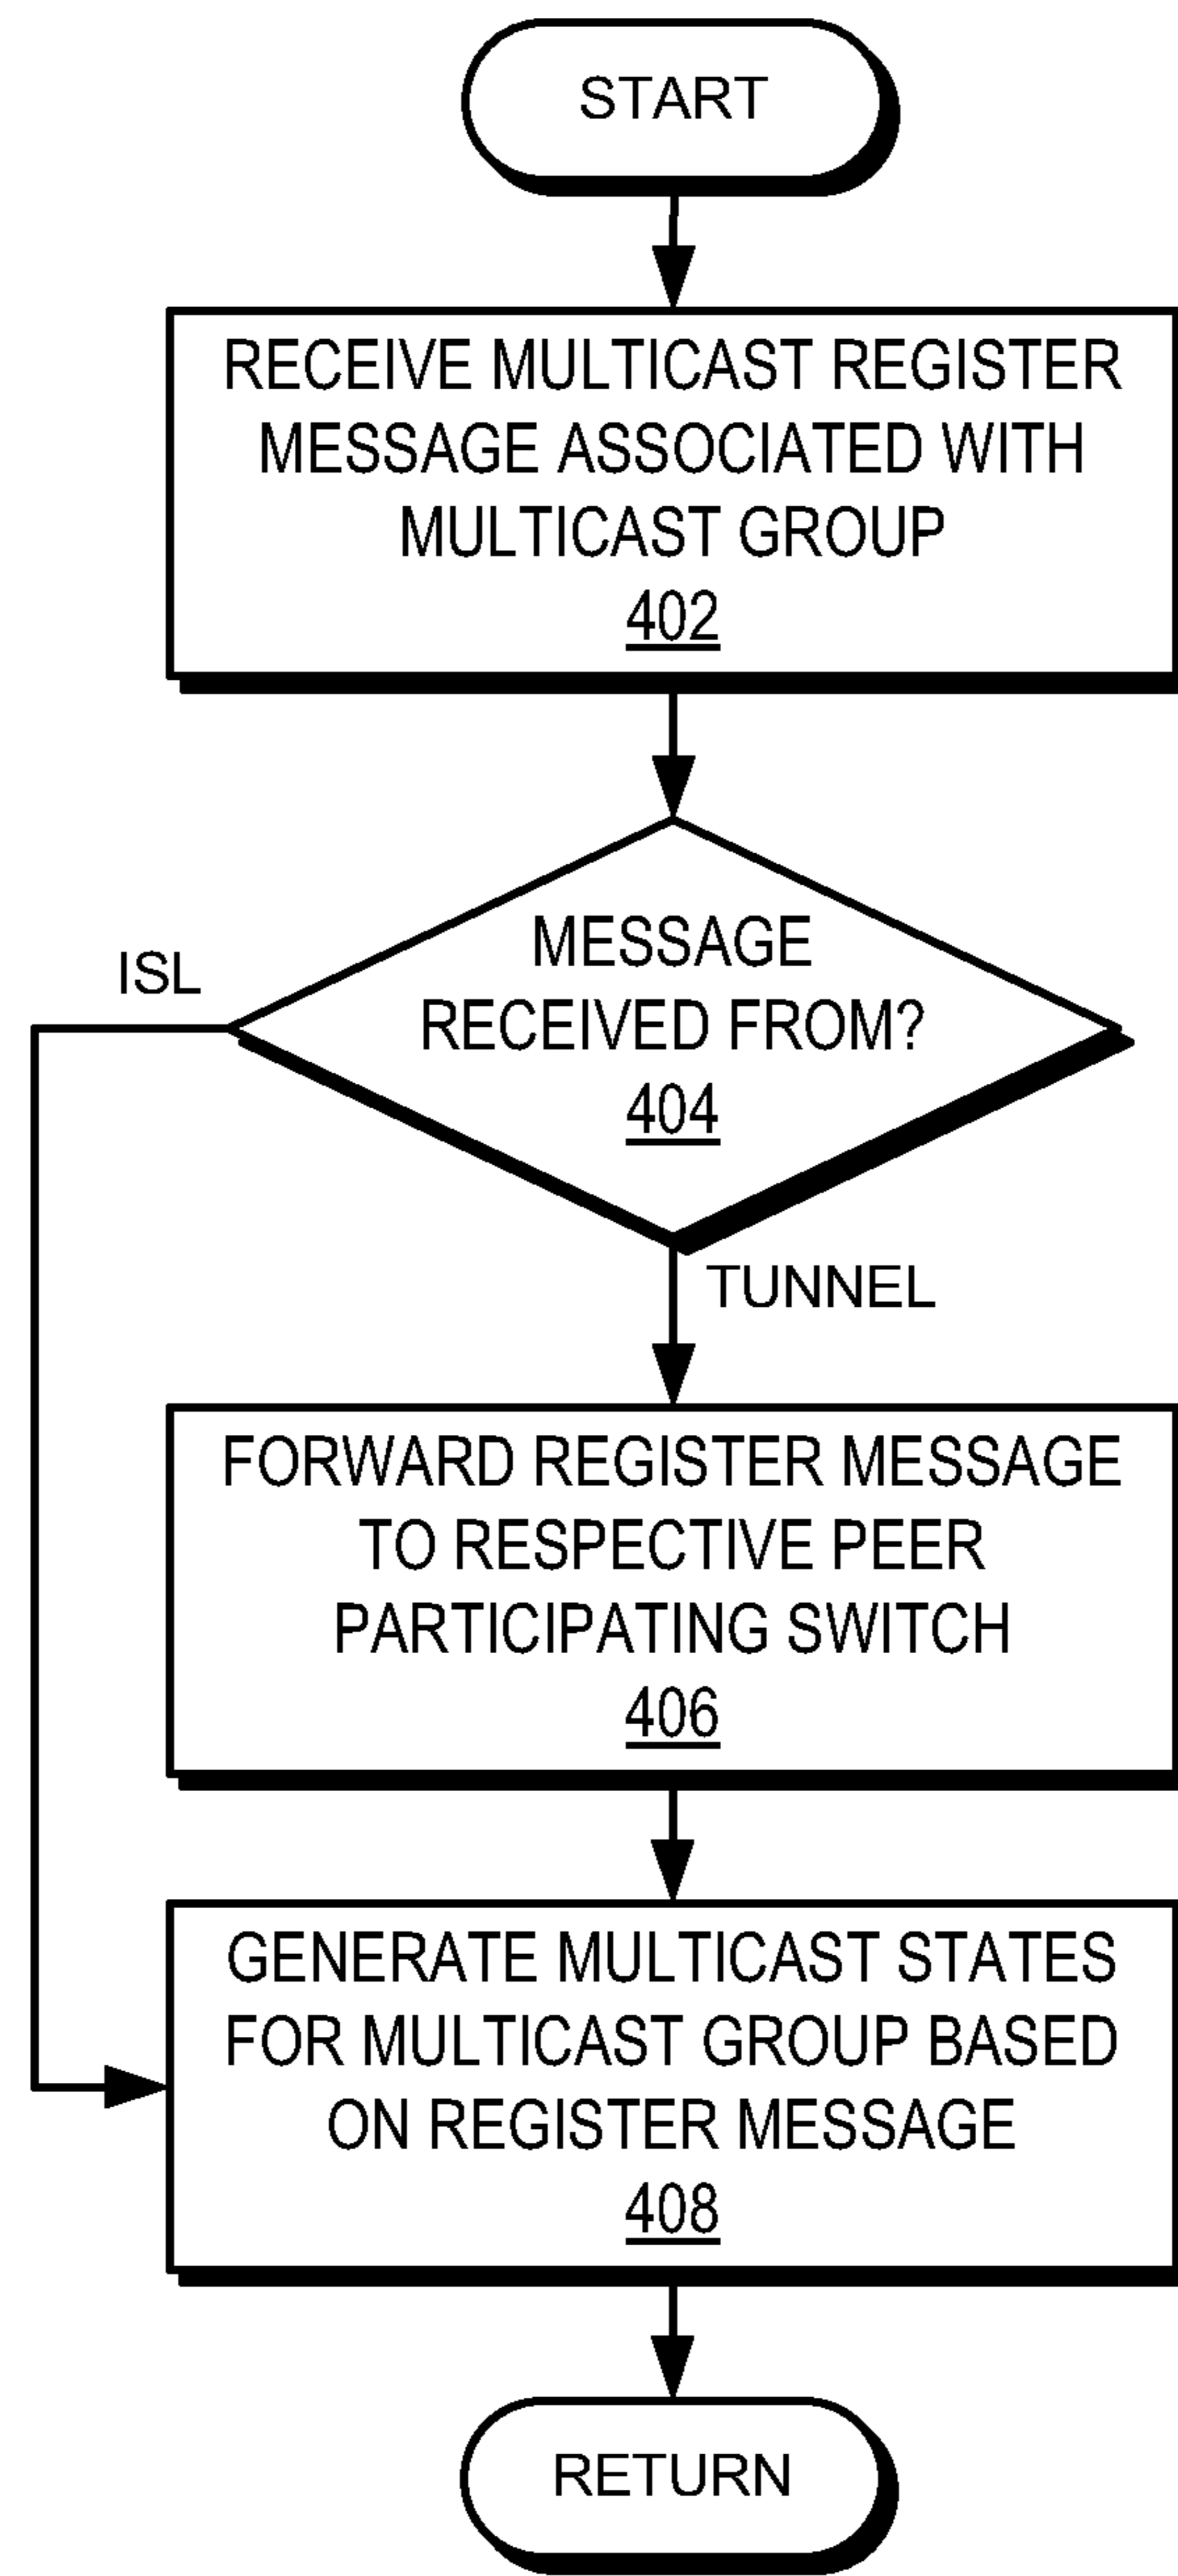 START
RECEIVE MULTICAST REGISTER
MESSAGE ASSOCIATED WITH
MULTICAST GROUP
402
MESSAGE
RECEIVED FROM?
404
ISL
TUNNEL
FORWARD REGISTER MESSAGE
TO RESPECTIVE PEER
PARTICIPATING SWITCH
406
GENERATE MULTICAST STATES
FOR MULTICAST GROUP BASED
ON REGISTER MESSAGE
408
RETURN